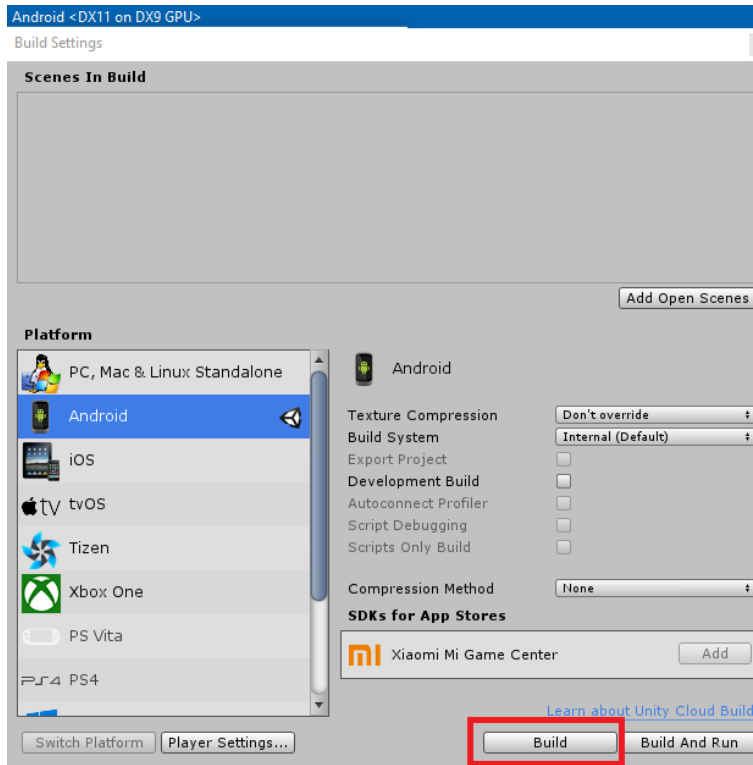 Android <DX11 on DX9 GPU>
Build Settings
Scenes In Build
Add Open Scenes
Platform
PC, Mac & Linux Standalone
Android
iOS
tv tvOS
Tizen
Xbox One
PS Vita
PS4
Switch Platform
Player Settings...
Android
Texture Compression Don't override
Build System Internal (Default)
Export Project
Development Build
Autoconnect Profiler
Script Debugging
Scripts Only Build
Compression Method None
SDKs for App Stores
Xiaomi Mi Game Center Add
Learn about Unity Cloud Build
Build
Build And Run